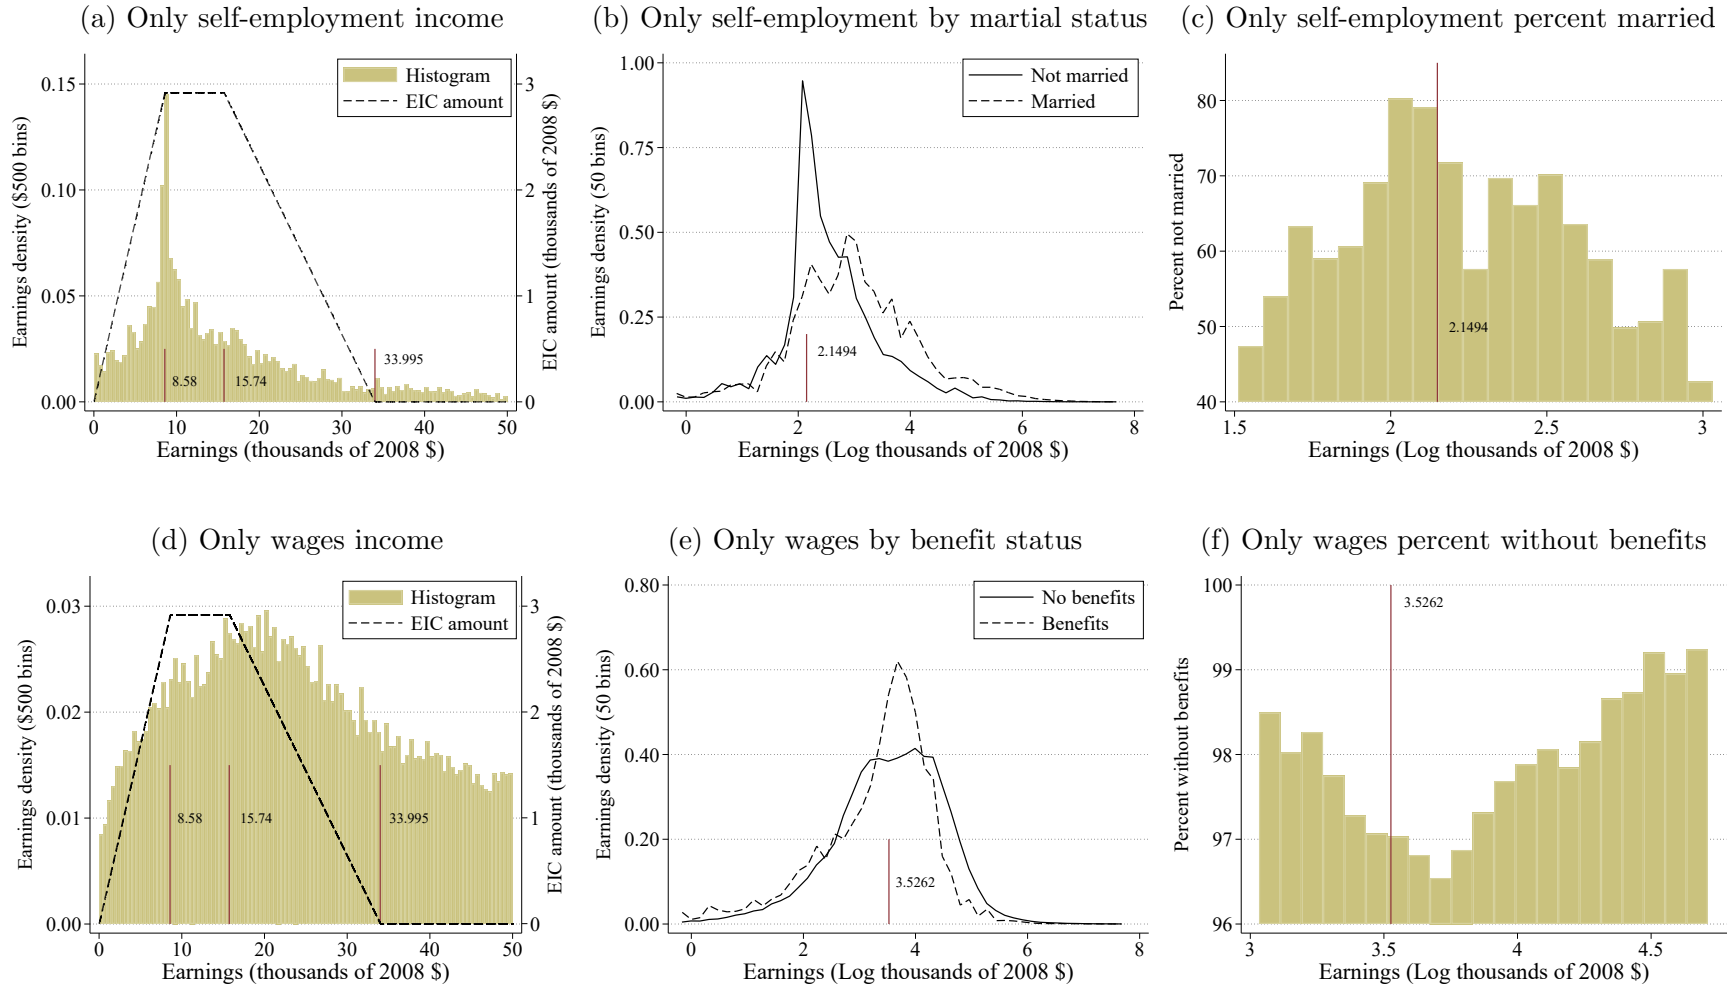 (a) Only self-employment income
Earnings density ($500 bins)
0.15
0.10
0.05
0.00
Histogram
EIC amount
3
2
1
0
EIC amount (thousands of 2008 $)
8.58
15.74
33.995
0 10 20 30 40 50
Earnings (thousands of 2008 $)
(b) Only self-employment by martial status
Earnings density (50 bins)
1.00
0.75
0.50
0.25
0.00
Not married
Married
2.1494
0 2 4 6 8
Earnings (Log thousands of 2008 $)
(c) Only self-employment percent married
Percent not married
80
70
60
50
40
2.1494
1.5 2 2.5 3
Earnings (Log thousands of 2008 $)
(d) Only wages income
Earnings density ($500 bins)
0.03
0.02
0.01
0.00
Histogram
EIC amount
3
2
1
0
EIC amount (thousands of 2008 $)
8.58
15.74
33.995
0 10 20 30 40 50
Earnings (thousands of 2008 $)
(e) Only wages by benefit status
Earnings density (50 bins)
0.80
0.60
0.40
0.20
0.00
No benefits
Benefits
3.5262
0 2 4 6 8
Earnings (Log thousands of 2008 $)
(f) Only wages percent without benefits
Percent without benefits
100
99
98
97
96
3.5262
3 3.5 4 4.5
Earnings (Log thousands of 2008 $)